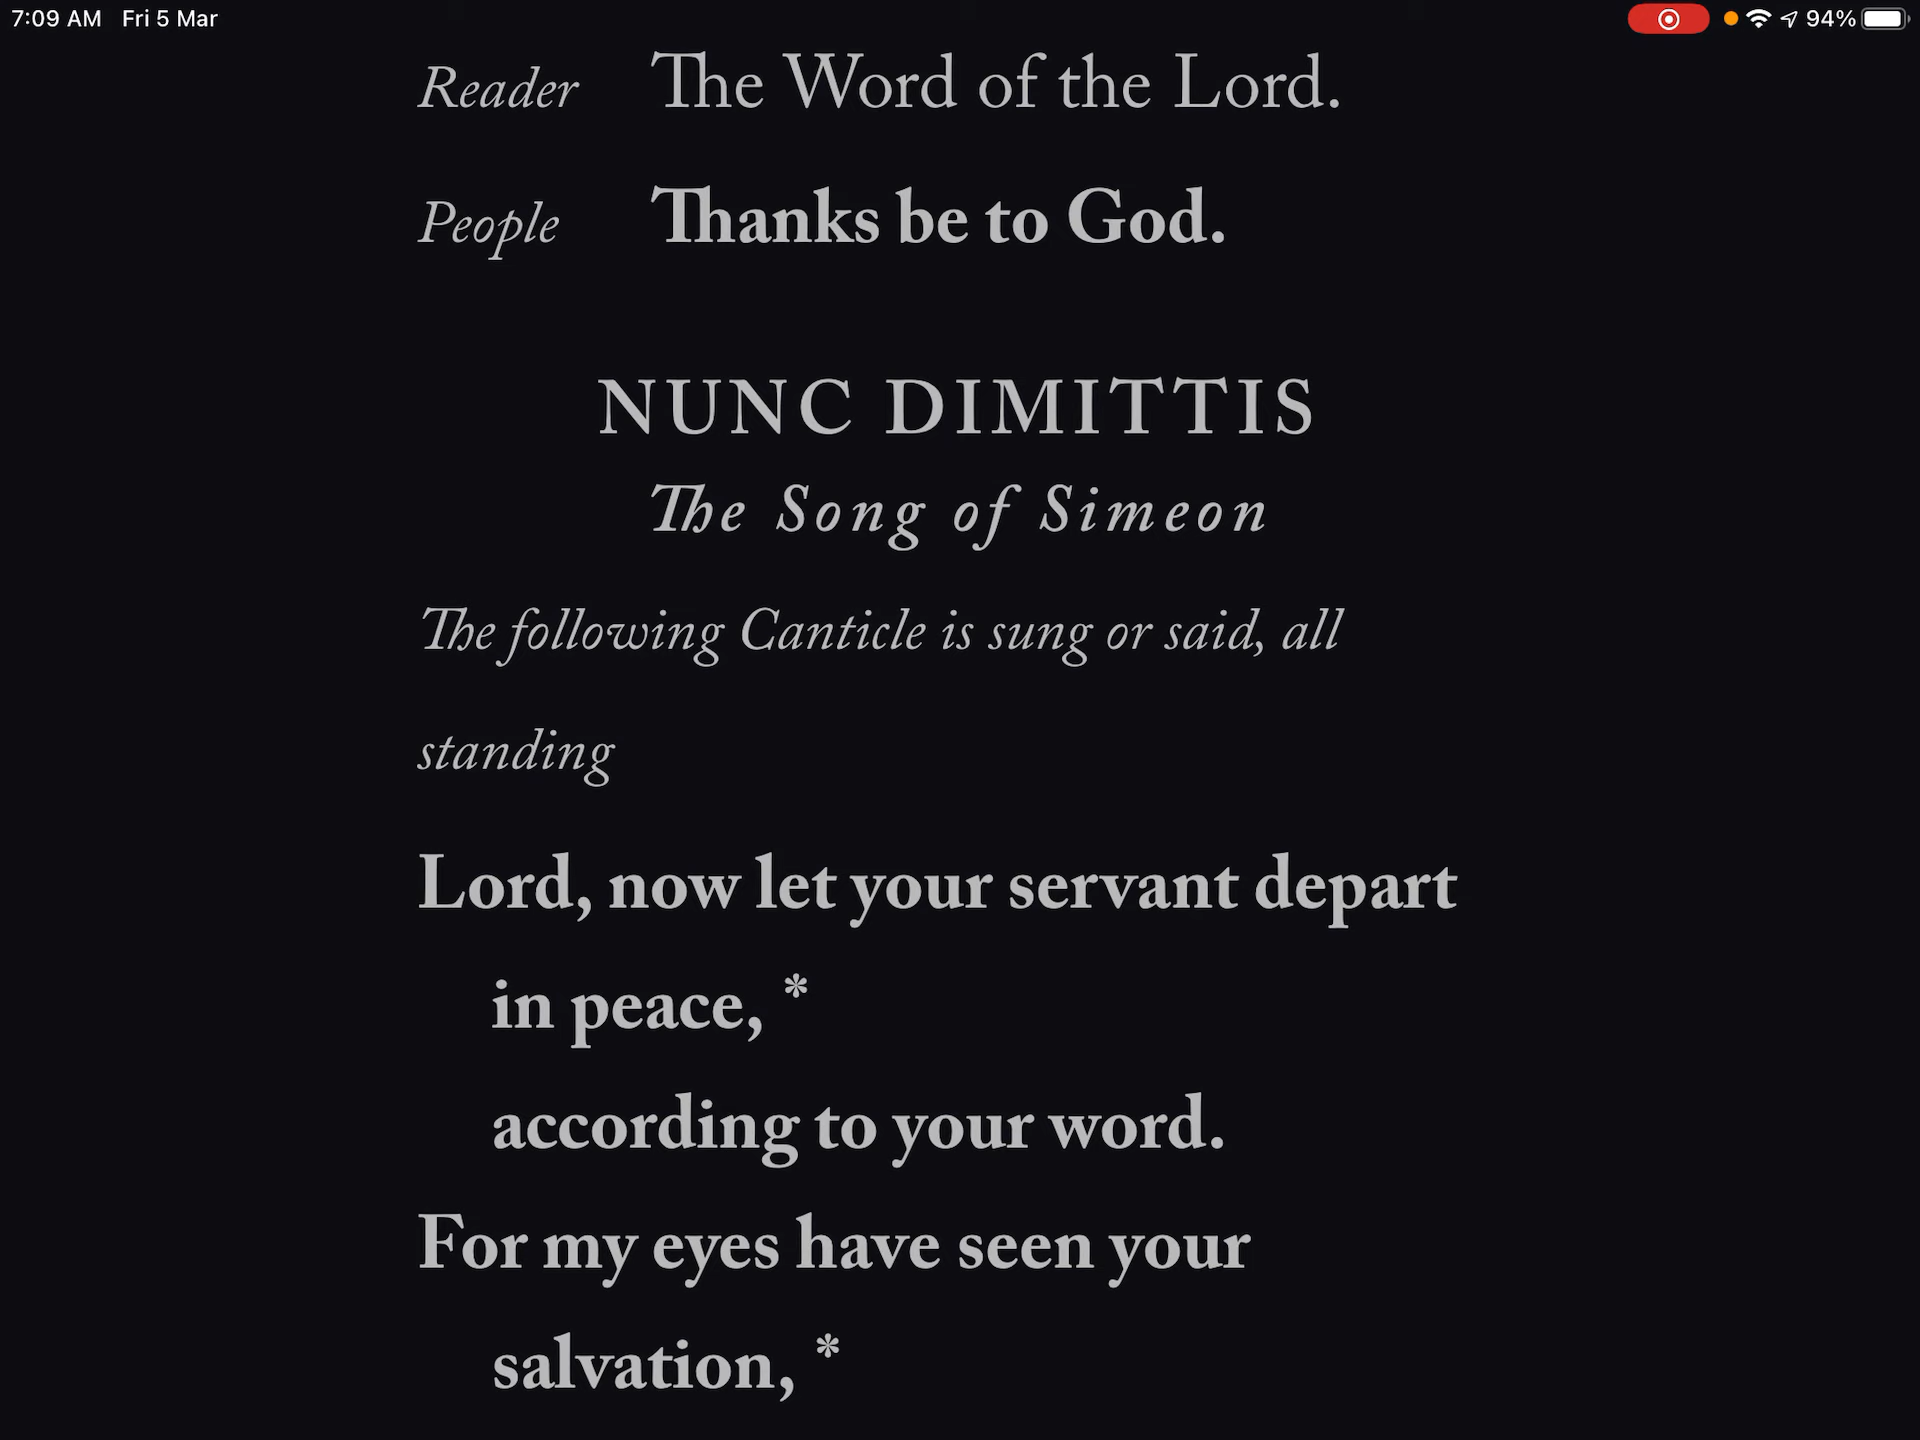 7:09 AM Fri 5 Mar 94%
Reader The Word of the Lord.
People Thanks be to God.
NUNC DIMITTIS
The Song of Simeon
The following Canticle is sung or said, all
standing
Lord, now let your servant depart
in peace, *
according to your word.
For my eyes have seen your
salvation, *